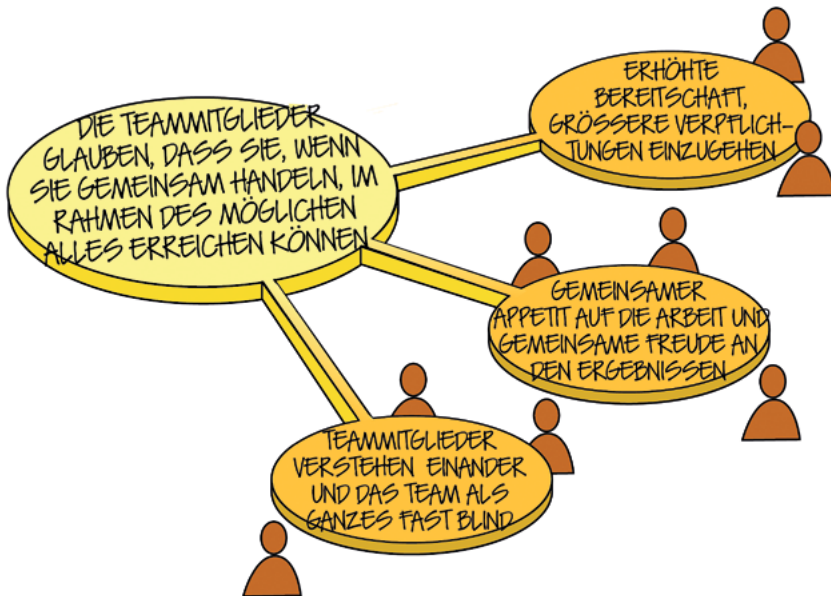 DIE TEAMMITGLIEDER
GLAUBEN, DASS SIE, WENN
SIE GEMEINSAM HANDELN, IM
RAHMEN DES MÖGLICHEN
ALLES ERREICHEN KÖNNEN
ERHÖHTE
BEREITSCHAFT,
GRÖSSERE VERPFLICH-
TUNGEN EINZUGEHEN
GEMEINSAMER
APPETIT AUF DIE ARBEIT UND
GEMEINSAME FREUDE AN
DEN ERGEBNISSEN
TEAMMITGLIEDER
VERSTEHEN EINANDER
UND DAS TEAM ALS
GANZES FAST BLIND